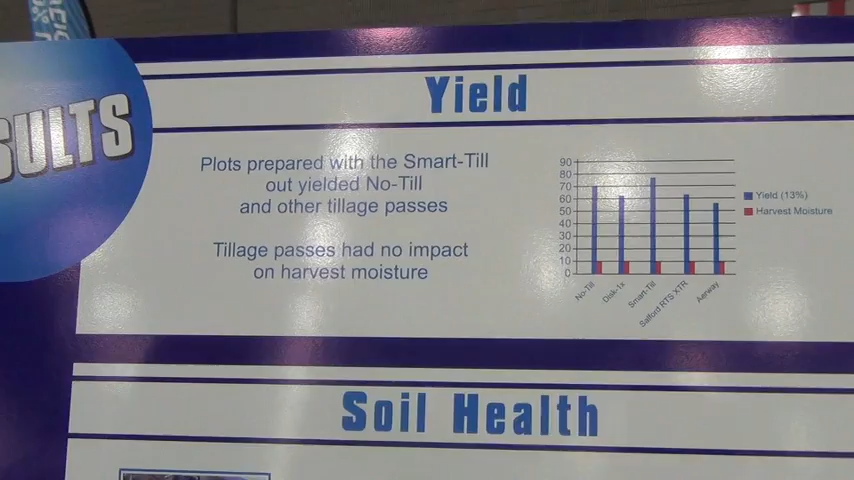 SULTS
Yield
Plots prepared with the Smart-Till
out yielded No-Till
and other tillage passes
Tillage passes had no impact
on harvest moisture
90
80
70
60
50
40
30
20
10
0
No-Till
Disk-1x
Smart-Till
Salford RTS XTR
Aerway
Yield (13%)
Harvest Moisture
Soil Health